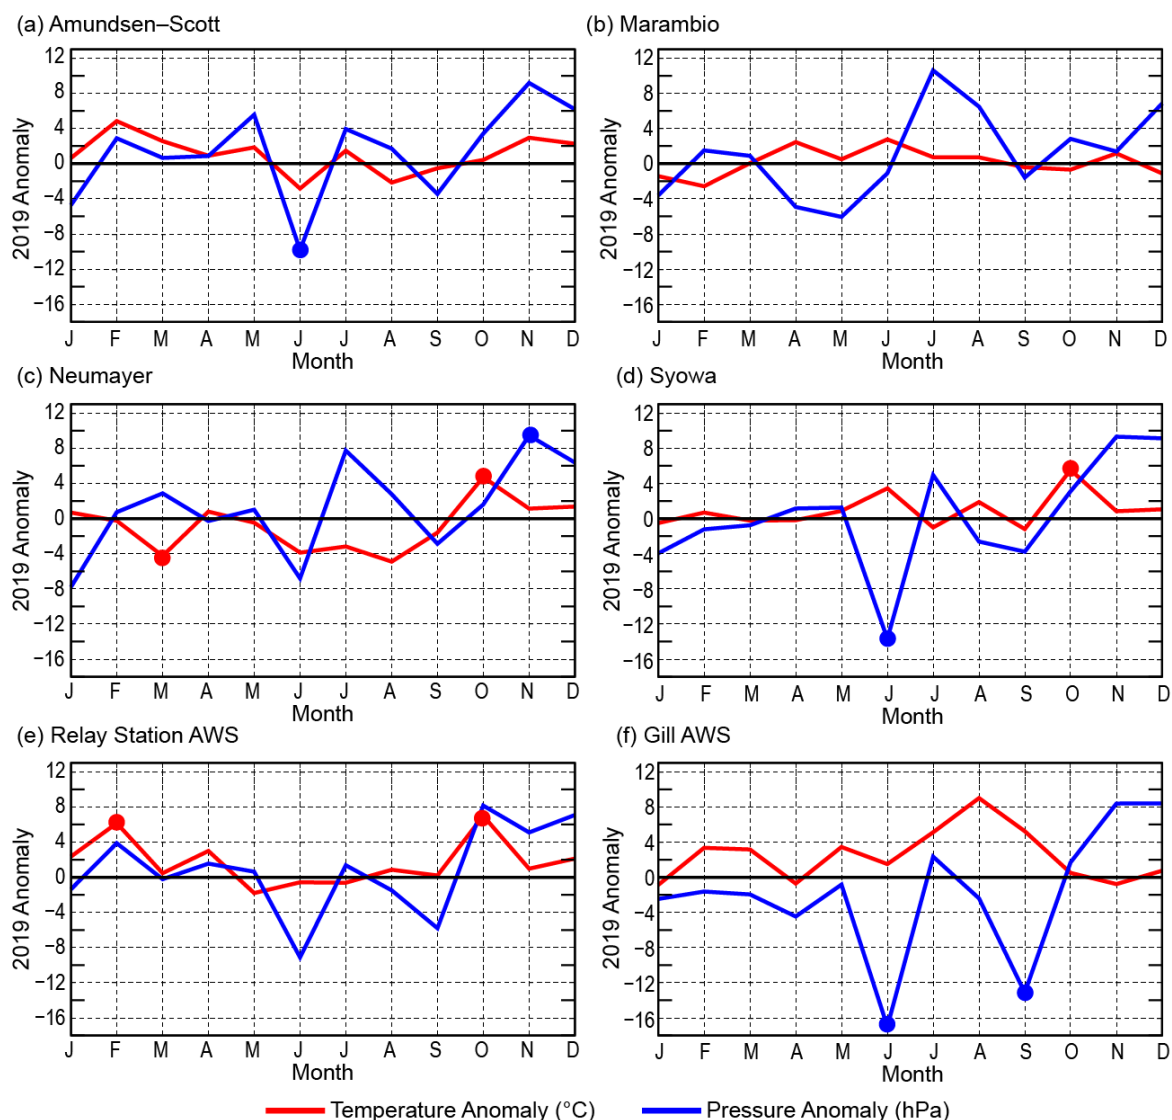 (a) Amundsen–Scott
12
8
4
0
−4
−8
−12
−16
2019 Anomaly
J F M A M J J A S O N D
Month
(b) Marambio
12
8
4
0
−4
−8
−12
−16
2019 Anomaly
J F M A M J J A S O N D
Month
(c) Neumayer
12
8
4
0
−4
−8
−12
−16
2019 Anomaly
J F M A M J J A S O N D
Month
(d) Syowa
12
8
4
0
−4
−8
−12
−16
2019 Anomaly
J F M A M J J A S O N D
Month
(e) Relay Station AWS
12
8
4
0
−4
−8
−12
−16
2019 Anomaly
J F M A M J J A S O N D
Month
(f) Gill AWS
12
8
4
0
−4
−8
−12
−16
2019 Anomaly
J F M A M J J A S O N D
Month
Temperature Anomaly (°C)
Pressure Anomaly (hPa)